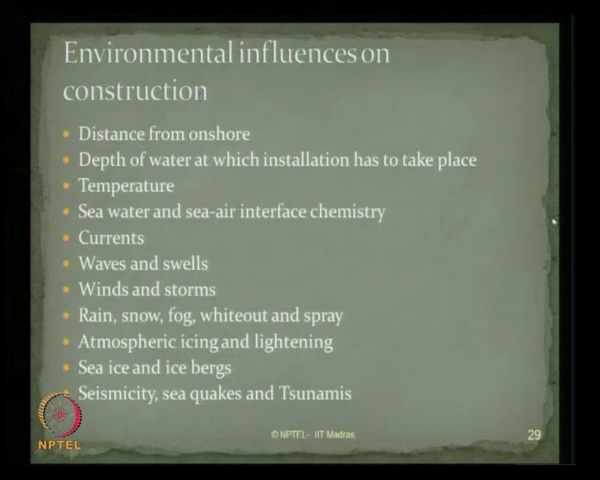 Environmental influences on
construction
Distance from onshore
Depth of water at which installation has to take place
Temperature
Sea water and sea-air interface chemistry
Currents
Waves and swells
Winds and storms
Rain, snow, fog, whiteout and spray
Atmospheric icing and lightening
Sea ice and ice bergs
Seismicity, sea quakes and Tsunamis
NPTEL
© NPTEL - IIT Madras
29